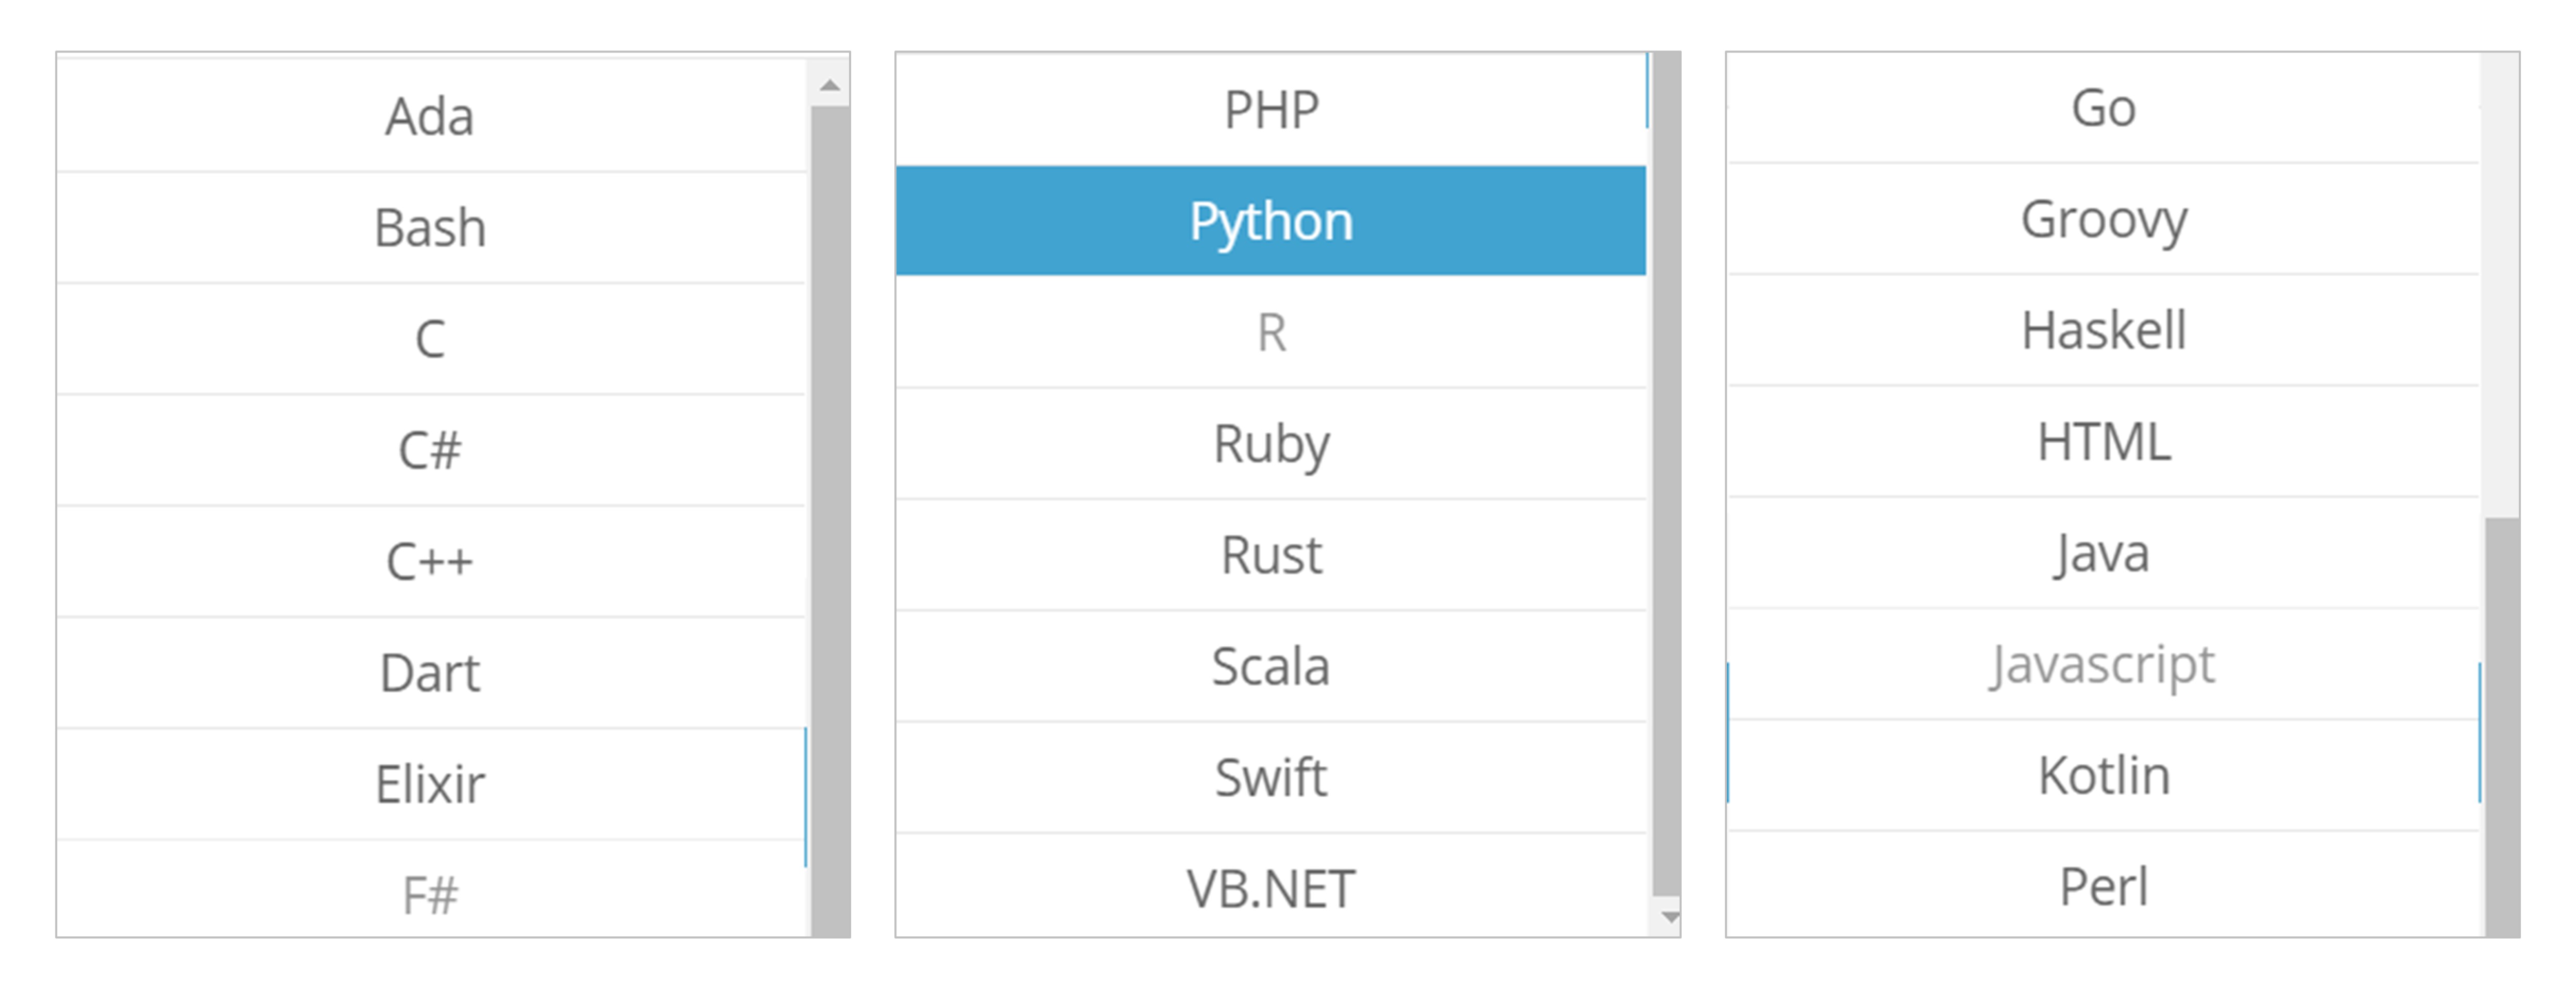 Ada
Bash
C
C#
C++
Dart
Elixir
F#
PHP
Python
R
Ruby
Rust
Scala
Swift
VB.NET
Go
Groovy
Haskell
HTML
Java
Javascript
Kotlin
Perl